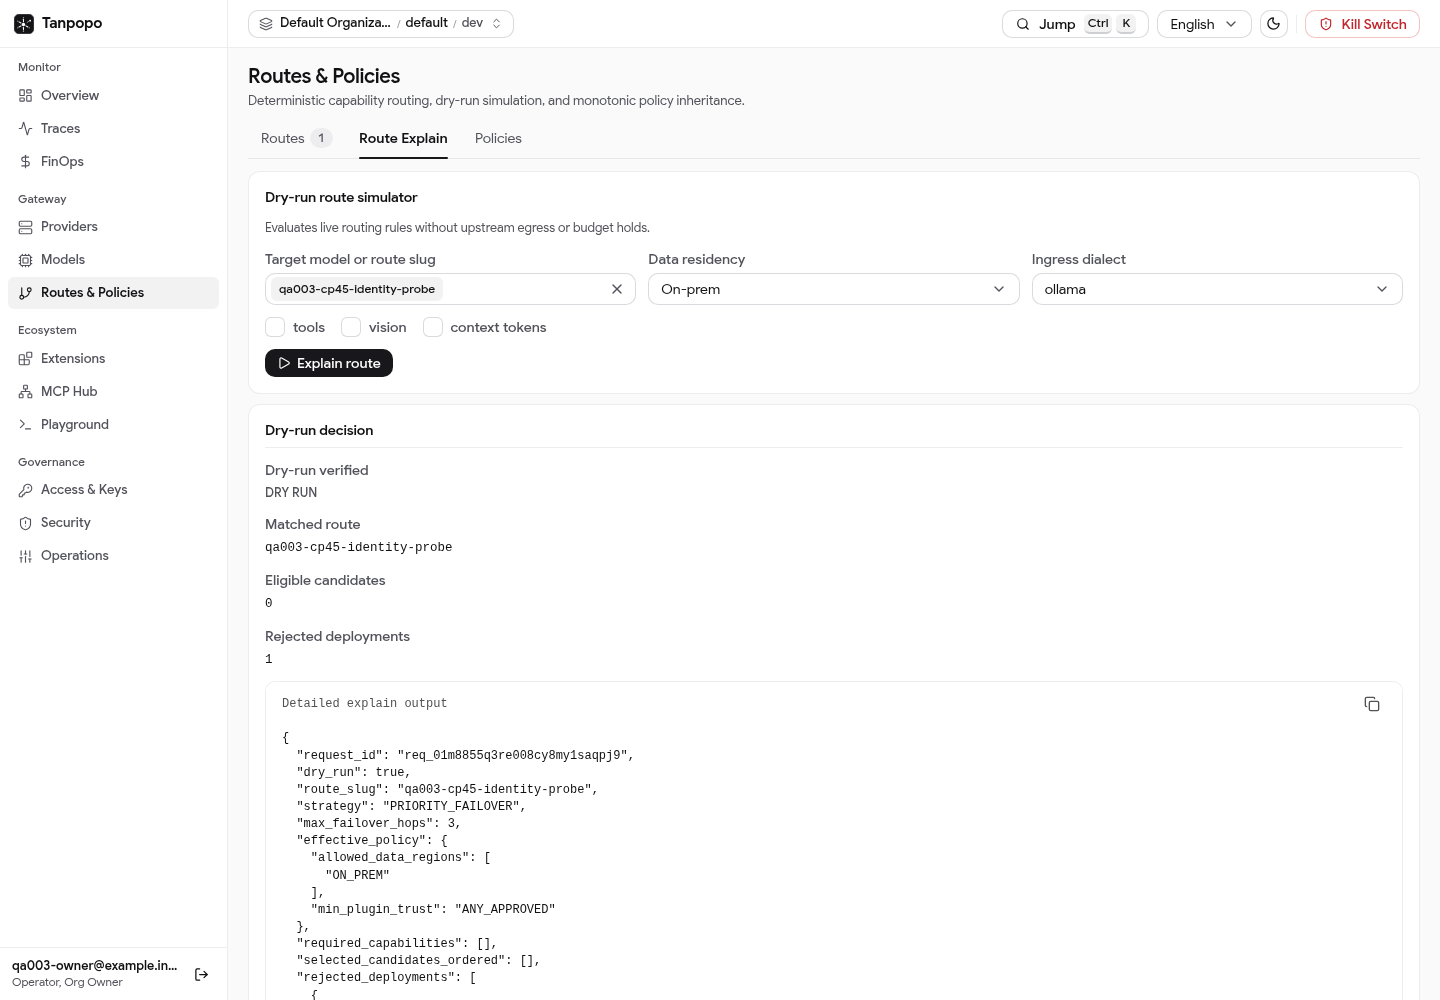 Tanpopo
Default Organiza... / default / dev
Jump Ctrl K
English
Kill Switch
Monitor
Overview
Traces
FinOps
Gateway
Providers
Models
Routes & Policies
Ecosystem
Extensions
MCP Hub
Playground
Governance
Access & Keys
Security
Operations
qa003-owner@example.in...
Operator, Org Owner
Routes & Policies
Deterministic capability routing, dry-run simulation, and monotonic policy inheritance.
Routes 1 Route Explain Policies
Dry-run route simulator
Evaluates live routing rules without upstream egress or budget holds.
Target model or route slug Data residency Ingress dialect
qa003-cp45-identity-probe On-prem ollama
tools vision context tokens
Explain route
Dry-run decision
Dry-run verified
DRY RUN
Matched route
qa003-cp45-identity-probe
Eligible candidates
0
Rejected deployments
1
Detailed explain output
{
"request_id": "req_01m8855q3re008cy8my1saqpj9",
"dry_run": true,
"route_slug": "qa003-cp45-identity-probe",
"strategy": "PRIORITY_FAILOVER",
"max_failover_hops": 3,
"effective_policy": {
"allowed_data_regions": [
"ON_PREM"
],
"min_plugin_trust": "ANY_APPROVED"
},
"required_capabilities": [],
"selected_candidates_ordered": [],
"rejected_deployments": [
{